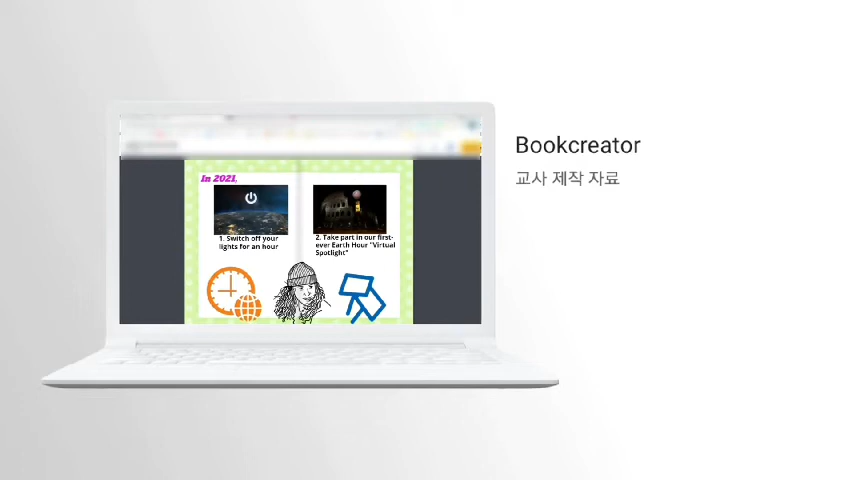 Bookcreator
교사 제작 자료
In 2021,
1. Switch off your
lights for an hour
2. Take part in our first-
ever Earth Hour "Virtual
Spotlight"